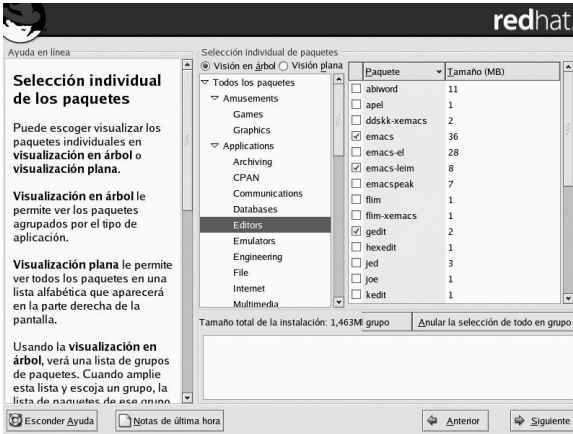 redhat.
Ayuda en línea
Selección individual
de los paquetes
Puede escoger visualizar los
paquetes individuales en
visualización en árbol o
visualización plana.
Visualización en árbol le
permite ver los paquetes
agrupados por el tipo de
aplicación.
Visualización plana le permite
ver todos los paquetes en una
lista alfabética que aparecerá
en la parte derecha de la
pantalla.
Usando la visualización en
árbol, verá una lista de grupos
de paquetes. Cuando amplie
esta lista y escoja un grupo, la
lista de paquetes de ese grupo
Selección individual de paquetes
Visión en árbol Visión plana
Todos los paquetes
Amusements
Games
Graphics
Applications
Archiving
CPAN
Communications
Databases
Editors
Emulators
Engineering
File
Internet
Multimedia
Paquete Tamaño (MB)
abiword 11
apel 1
ddskk-xemacs 2
emacs 36
emacs-el 28
emacs-leim 8
emacspeak 7
flim 1
flim-xemacs 1
gedit 2
hexedit 1
jed 3
joe 1
kedit 1
Tamaño total de la instalación: 1,463M grupo Anular la selección de todo en grupo
Esconder Ayuda Notas de última hora Anterior Siguiente